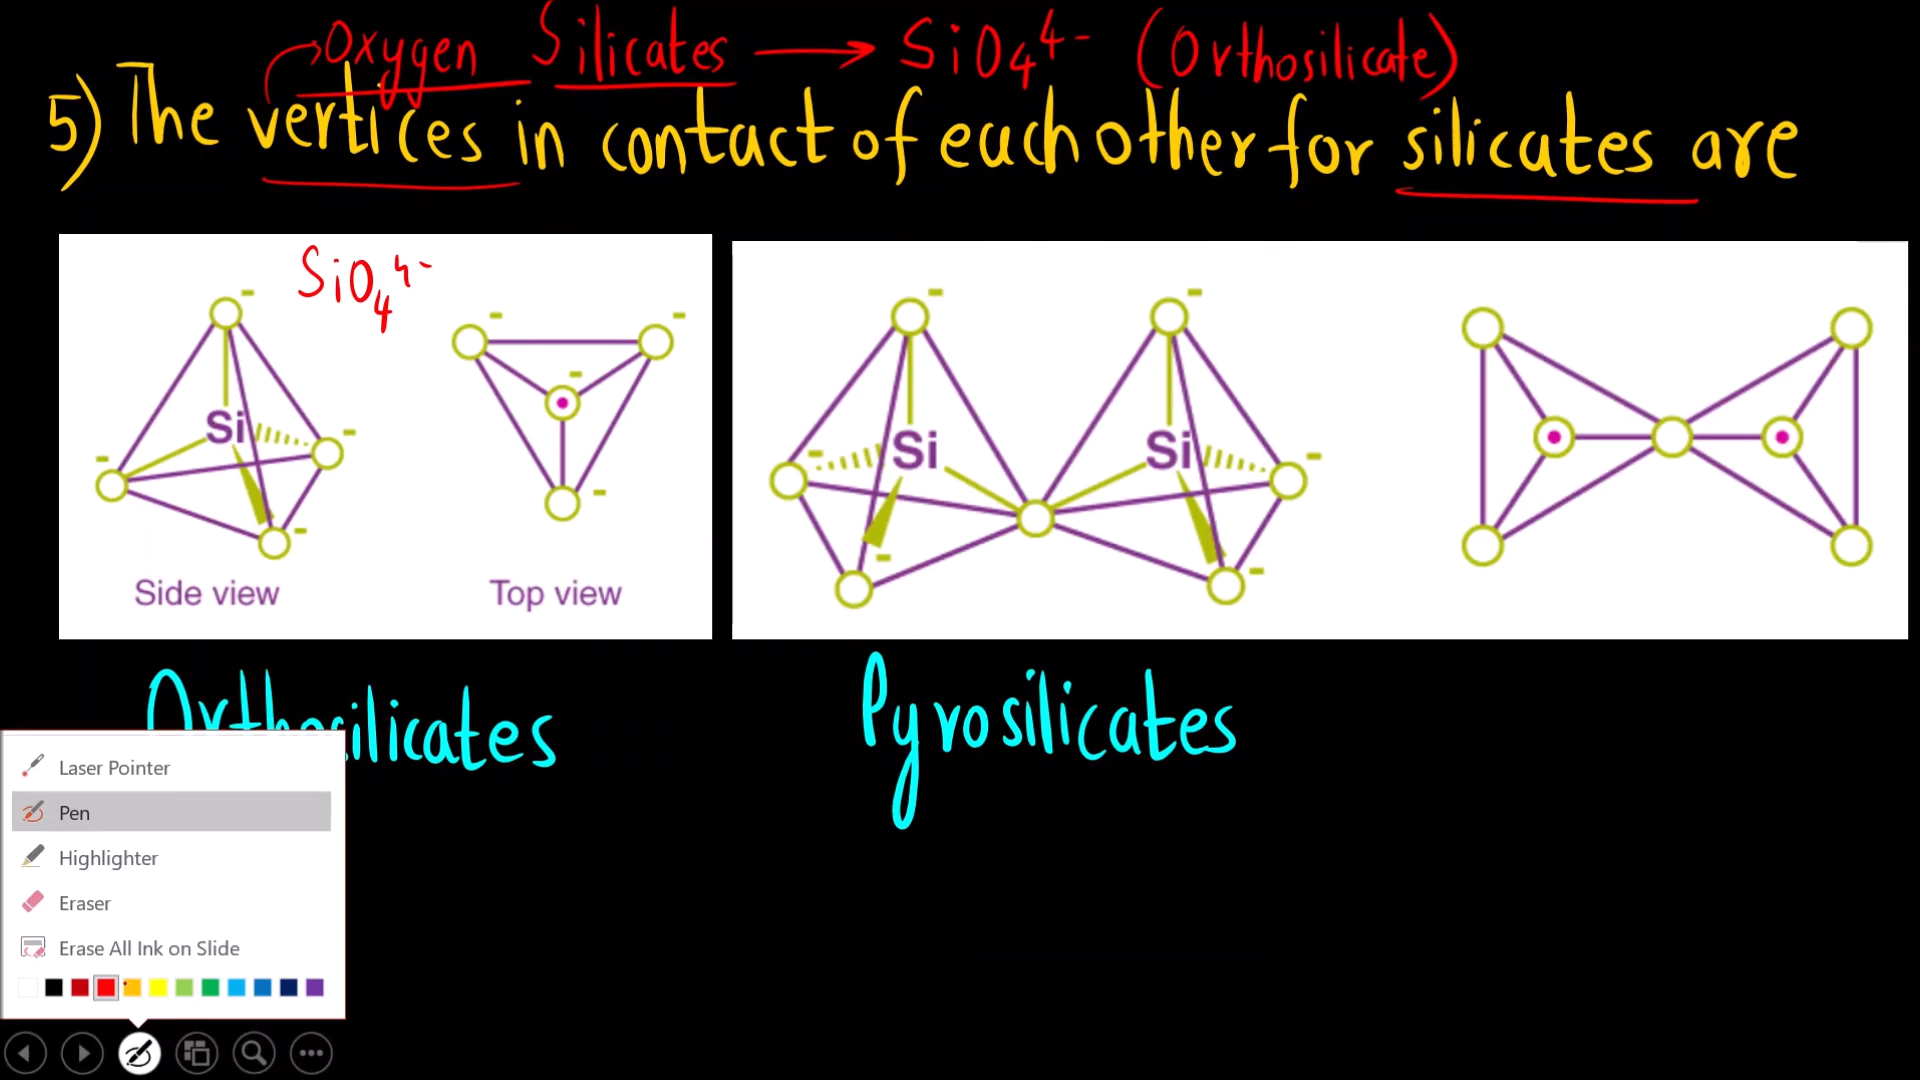 Oxygen Silicates → SiO₄⁴⁻ (Orthosilicate)
5) The vertices in contact of each other for silicates are
SiO₄⁴⁻
Si
Side view
Top view
Si Si
Orthosilicates
Pyrosilicates
Laser Pointer
Pen
Highlighter
Eraser
Erase All Ink on Slide